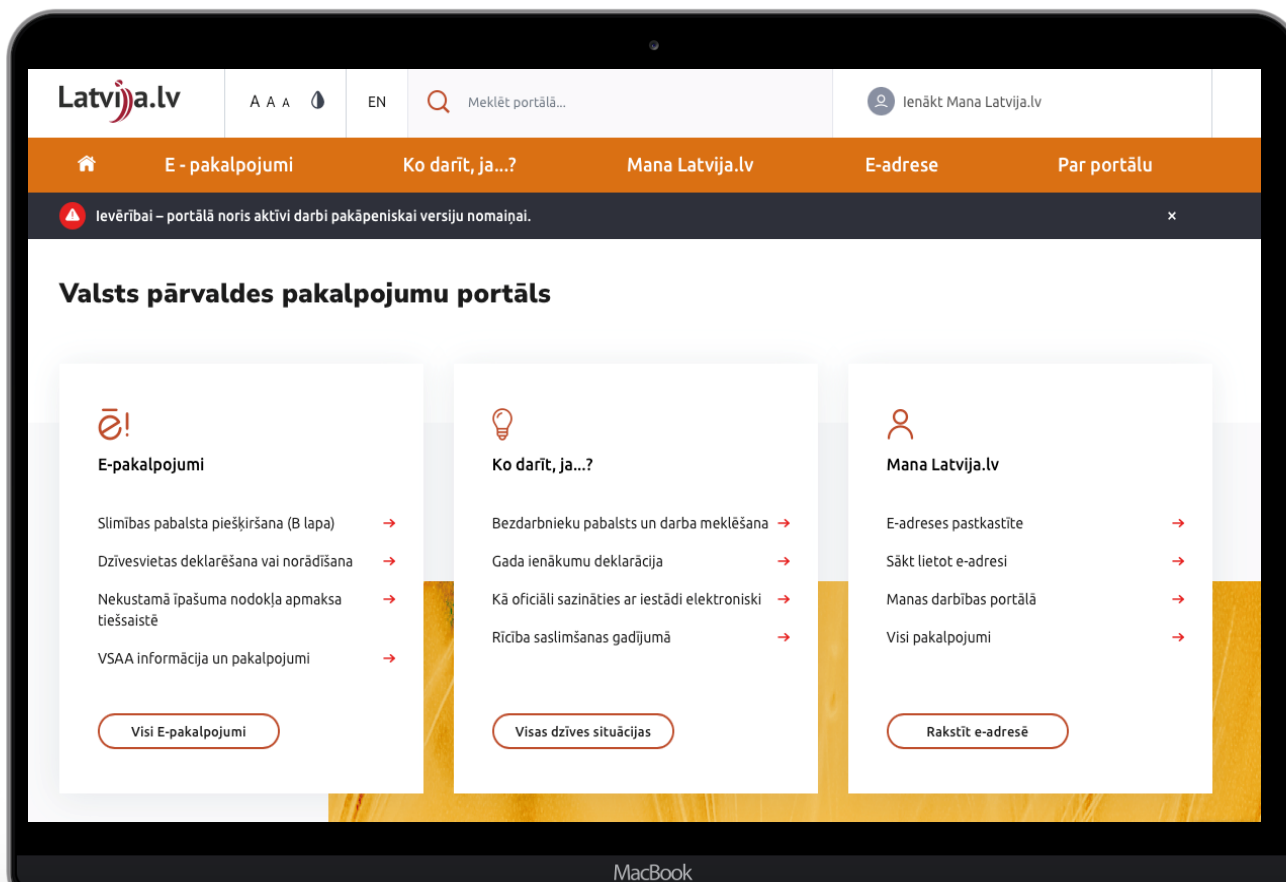 Latvija.lv
A A A
EN
Meklēt portālā...
Ienākt Mana Latvija.lv
E - pakalpojumi
Ko darīt, ja...?
Mana Latvija.lv
E-adrese
Par portālu
Ievērībai – portālā noris aktīvi darbi pakāpeniskai versiju nomaiņai.
Valsts pārvaldes pakalpojumu portāls
ē!
E-pakalpojumi
Slimības pabalsta piešķiršana (B lapa)
Dzīvesvietas deklarēšana vai norādīšana
Nekustamā īpašuma nodokļa apmaksa
tiešsaistē
VSAA informācija un pakalpojumi
Visi E-pakalpojumi
Ko darīt, ja...?
Bezdarbnieku pabalsts un darba meklēšana
Gada ienākumu deklarācija
Kā oficiāli sazināties ar iestādi elektroniski
Rīcība saslimšanas gadījumā
Visas dzīves situācijas
Mana Latvija.lv
E-adreses pastkastīte
Sākt lietot e-adresi
Manas darbības portālā
Visi pakalpojumi
Rakstīt e-adresē
MacBook